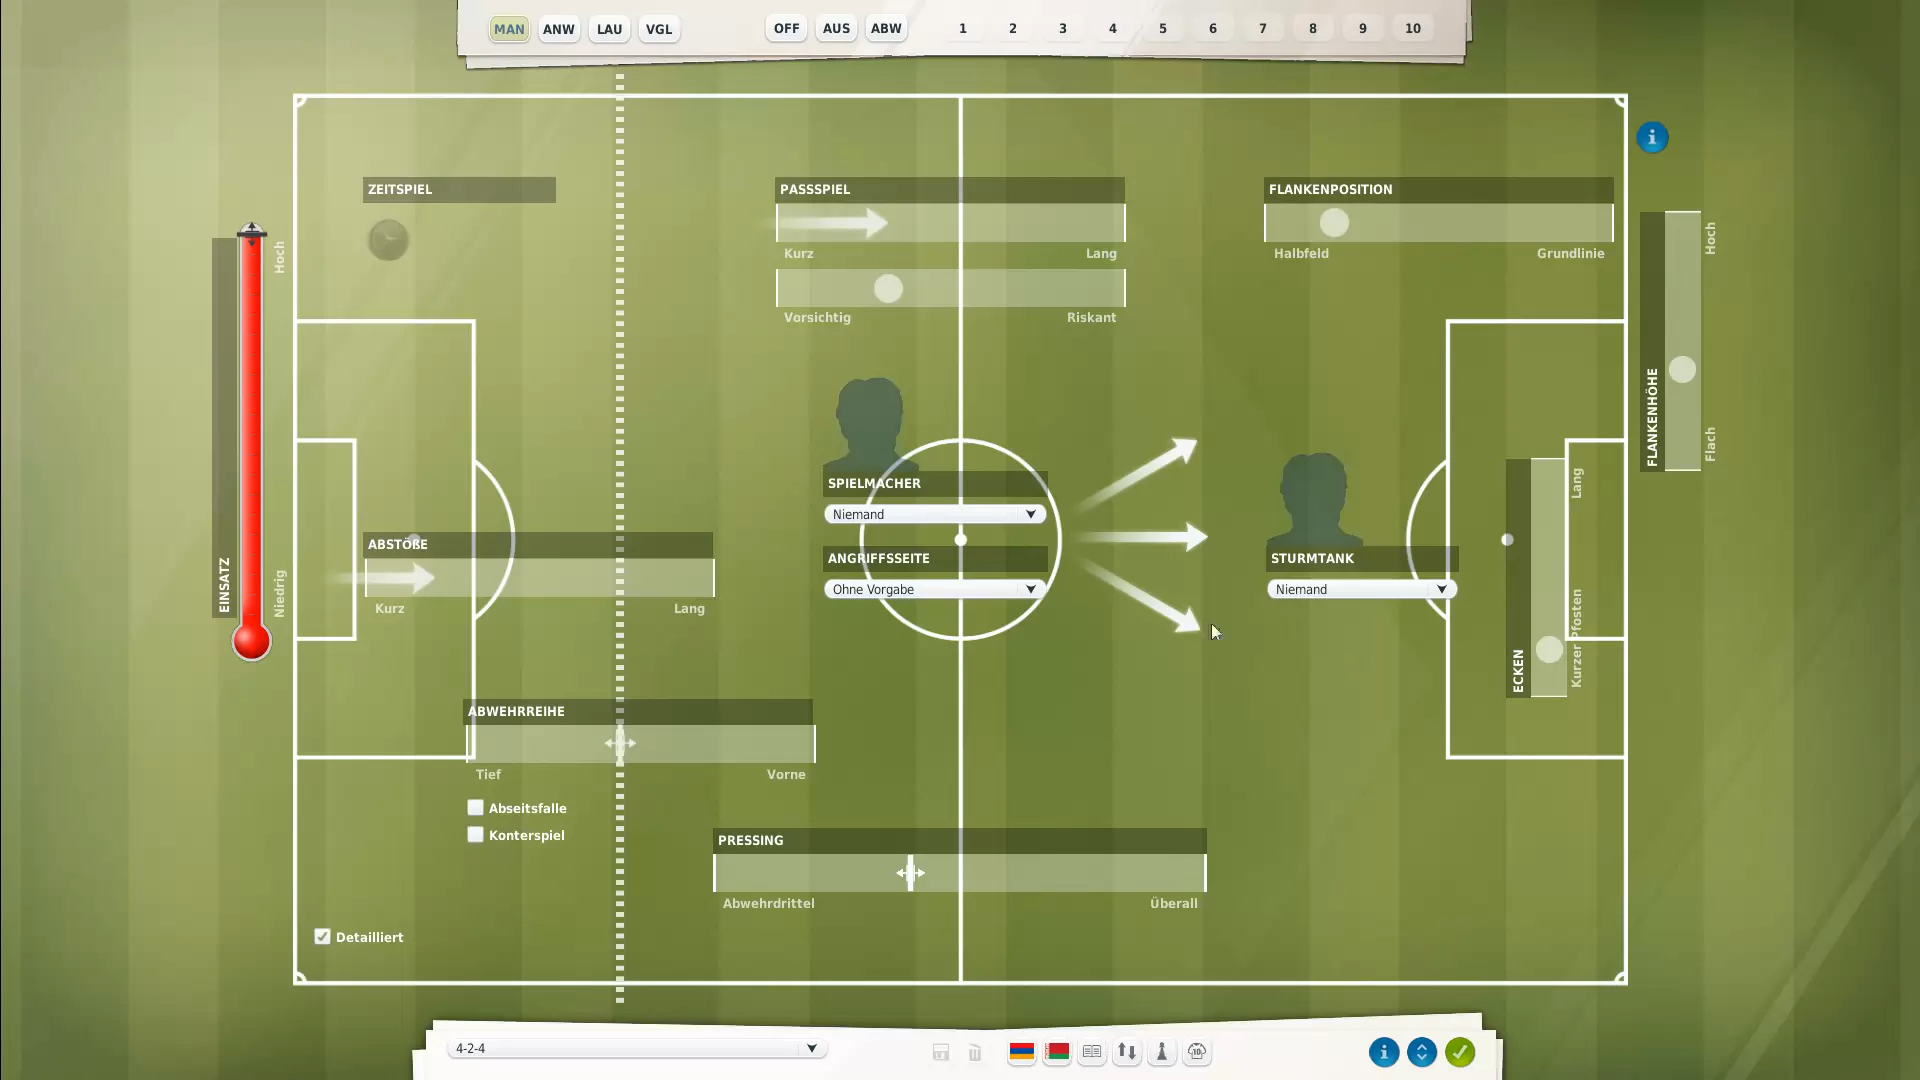 MAN ANW LAU VGL OFF AUS ABW 1 2 3 4 5 6 7 8 9 10
ZEITSPIEL
PASSSPIEL
Kurz Lang
Vorsichtig Riskant
FLANKENPOSITION
Halbfeld Grundlinie
EINSATZ
Hoch
Niedrig
FLANKENHÖHE
Hoch
Flach
SPIELMACHER
Niemand
ANGRIFFSSEITE
Ohne Vorgabe
STURMTANK
Niemand
ECKEN
Lang
Kurzer Pfosten
ABSTÖßE
Kurz Lang
ABWEHRREIHE
Tief Vorne
Abseitsfalle
Konterspiel
PRESSING
Abwehrdrittel Überall
Detailliert
4-2-4
10